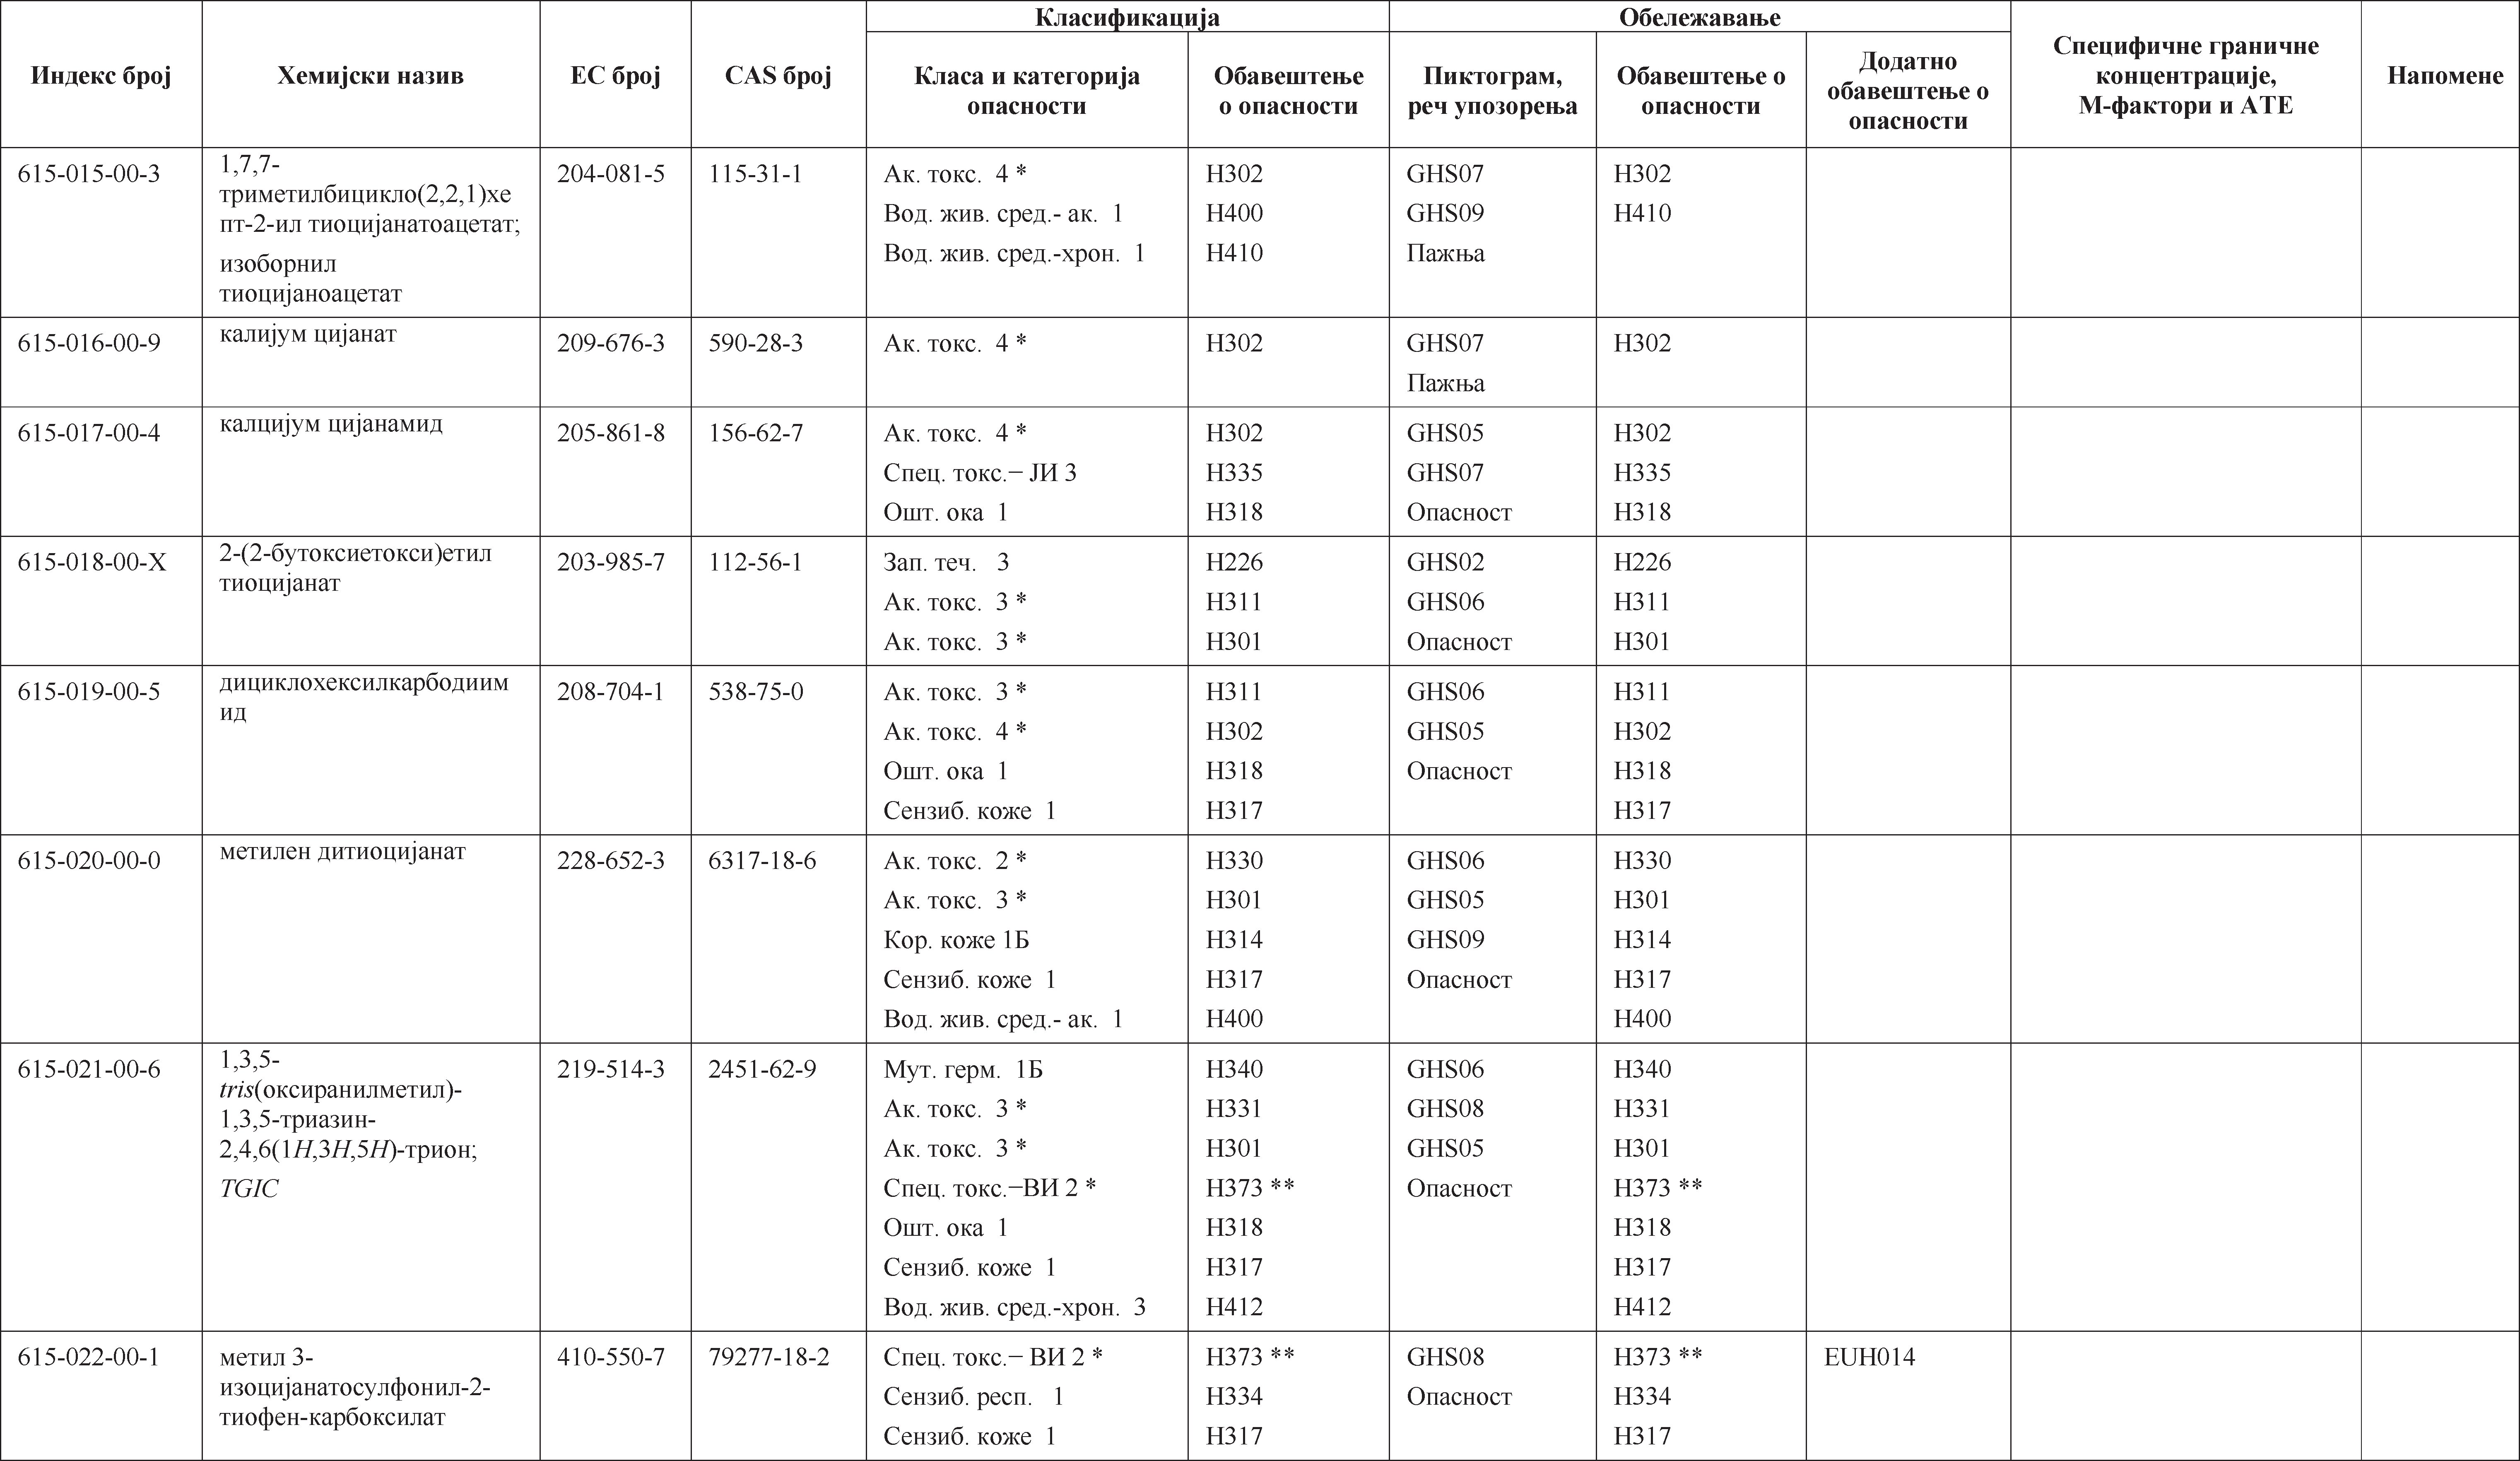 Индекс број
Хемијски назив
ЕС број
CAS број
Класификација
Обележавање
Специфичне граничне
концентрације,
М-фактори и АТЕ
Напомене
Класа и категорија
опасности
Обавештење
о опасности
Пиктограм,
реч упозорења
Обавештење о
опасности
Додатно
обавештење о
опасности
615-015-00-3
1,7,7-
триметилбицикло(2,2,1)хе
пт-2-ил тиоцијанатоацетат;
изоборнил
тиоцијаноацетат
204-081-5
115-31-1
Ак. токс. 4 *
Вод. жив. сред.- ак. 1
Вод. жив. сред.-хрон. 1
H302
H400
H410
GHS07
GHS09
Пажња
H302
H410
615-016-00-9
калијум цијанат
209-676-3
590-28-3
Ак. токс. 4 *
H302
GHS07
Пажња
H302
615-017-00-4
калцијум цијанамид
205-861-8
156-62-7
Ак. токс. 4 *
Спец. токс.− ЈИ 3
Ошт. ока 1
H302
H335
H318
GHS05
GHS07
Опасност
H302
H335
H318
615-018-00-X
2-(2-бутоксиетокси)етил
тиоцијанат
203-985-7
112-56-1
Зап. теч. 3
Ак. токс. 3 *
Ак. токс. 3 *
H226
H311
H301
GHS02
GHS06
Опасност
H226
H311
H301
615-019-00-5
дициклохексилкарбодиим
ид
208-704-1
538-75-0
Ак. токс. 3 *
Ак. токс. 4 *
Ошт. ока 1
Сензиб. коже 1
H311
H302
H318
H317
GHS06
GHS05
Опасност
H311
H302
H318
H317
615-020-00-0
метилен дитиоцијанат
228-652-3
6317-18-6
Ак. токс. 2 *
Ак. токс. 3 *
Кор. коже 1Б
Сензиб. коже 1
Вод. жив. сред.- ак. 1
H330
H301
H314
H317
H400
GHS06
GHS05
GHS09
Опасност
H330
H301
H314
H317
H400
615-021-00-6
1,3,5-
tris(оксиранилметил)-
1,3,5-триазин-
2,4,6(1H,3H,5H)-трион;
TGIC
219-514-3
2451-62-9
Мут. герм. 1Б
Ак. токс. 3 *
Ак. токс. 3 *
Спец. токс.−ВИ 2 *
Ошт. ока 1
Сензиб. коже 1
Вод. жив. сред.-хрон. 3
H340
H331
H301
H373 **
H318
H317
H412
GHS06
GHS08
GHS05
Опасност
H340
H331
H301
H373 **
H318
H317
H412
615-022-00-1
метил 3-
изоцијанатосулфонил-2-
тиофен-карбоксилат
410-550-7
79277-18-2
Спец. токс.− ВИ 2 *
Сензиб. респ. 1
Сензиб. коже 1
H373 **
H334
H317
GHS08
Опасност
H373 **
H334
H317
EUH014